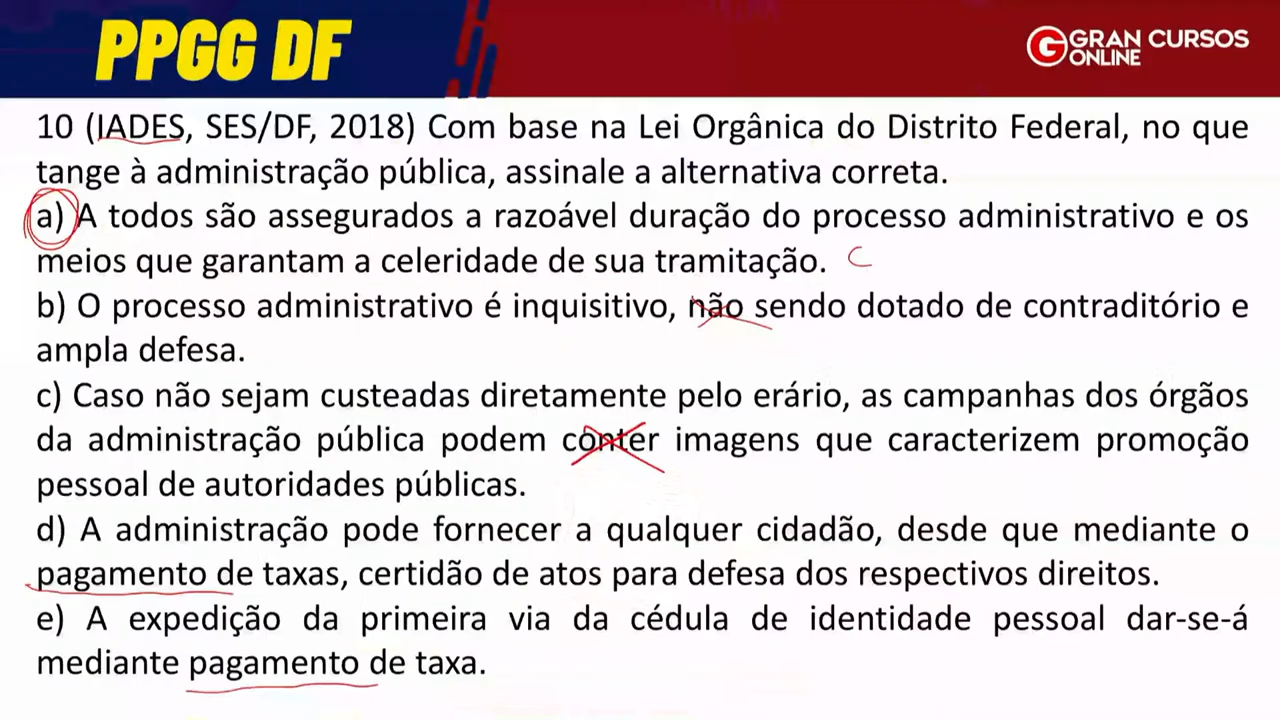 PPGG DF
GRAN CURSOS
ONLINE
10 (IADES, SES/DF, 2018) Com base na Lei Orgânica do Distrito Federal, no que
tange à administração pública, assinale a alternativa correta.
a) A todos são assegurados a razoável duração do processo administrativo e os
meios que garantam a celeridade de sua tramitação. C
b) O processo administrativo é inquisitivo, não sendo dotado de contraditório e
ampla defesa.
c) Caso não sejam custeadas diretamente pelo erário, as campanhas dos órgãos
da administração pública podem conter imagens que caracterizem promoção
pessoal de autoridades públicas.
d) A administração pode fornecer a qualquer cidadão, desde que mediante o
pagamento de taxas, certidão de atos para defesa dos respectivos direitos.
e) A expedição da primeira via da cédula de identidade pessoal dar-se-á
mediante pagamento de taxa.